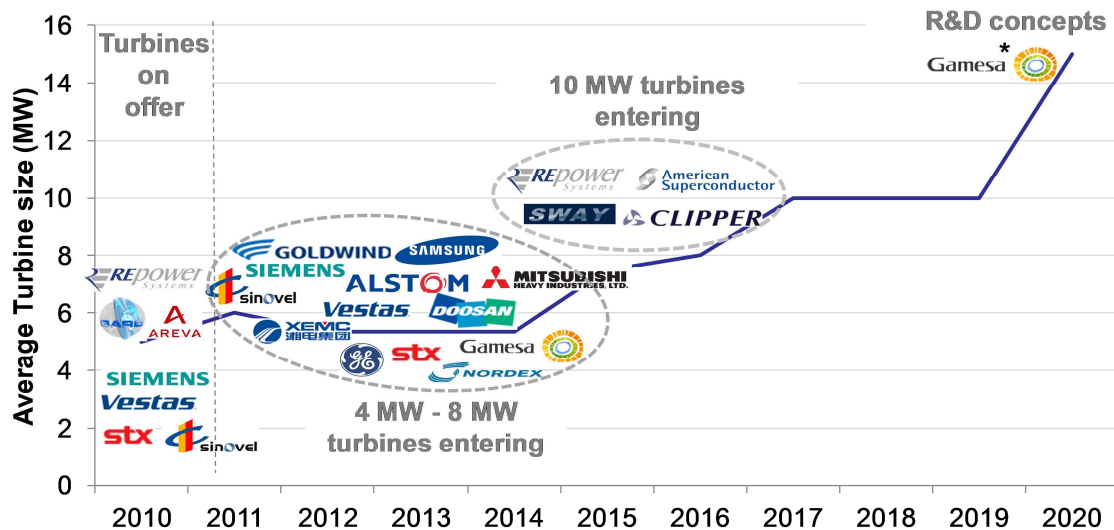 Average Turbine size (MW)
16
14
12
10
8
6
4
2
0
Turbines
on
offer
REpower
Systems
BARD
AREVA
SIEMENS
Vestas
stx
sinovel
GOLDWIND
SAMSUNG
SIEMENS
sinovel
ALSTOM
MITSUBISHI
HEAVY INDUSTRIES, LTD.
Vestas
DOOSAN
XEMC
湘电集团
GE
stx
Gamesa
NORDEX
4 MW - 8 MW
turbines entering
10 MW turbines
entering
REpower
Systems
American
Superconductor
SWAY
CLIPPER
R&D concepts
Gamesa *
2010
2011
2012
2013
2014
2015
2016
2017
2018
2019
2020